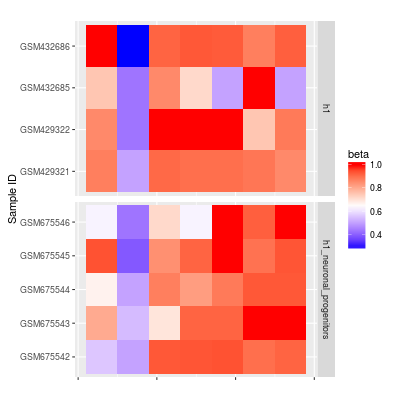 GSM432686
GSM432685
GSM429322
GSM429321
h1
GSM675546
GSM675545
GSM675544
GSM675543
GSM675542
h1_neuronal_progenitors
Sample ID
beta
1.0
0.8
0.6
0.4